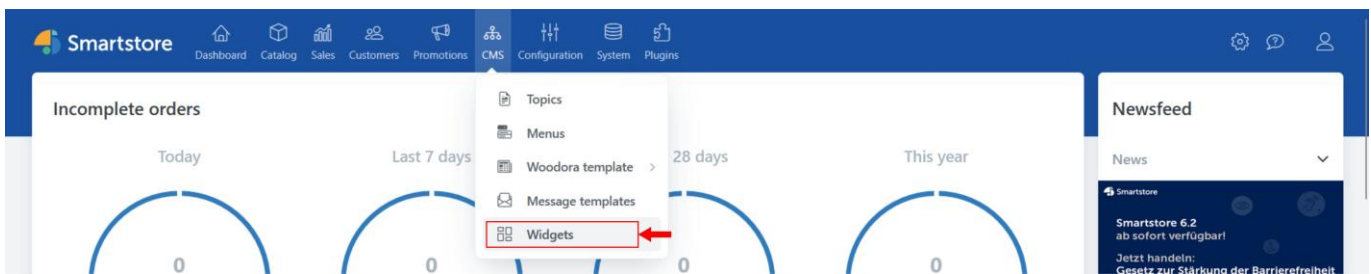 Smartstore
Dashboard Catalog Sales Customers Promotions CMS Configuration System Plugins
Incomplete orders
Today
Last 7 days
28 days
This year
0
0
0
0
Topics
Menus
Woodora template
Message templates
Widgets
Newsfeed
News
Smartstore
Smartstore 6.2
ab sofort verfügbar!
Jetzt handeln:
Gesetz zur Stärkung der Barrierefreiheit